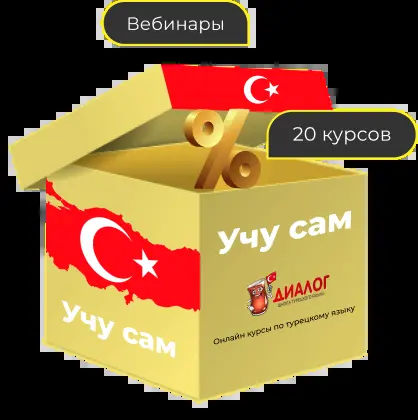 Вебинары
%
20 курсов
Учу сам
ДИАЛОГ
Онлайн курсы по турецкому языку
Учу сам